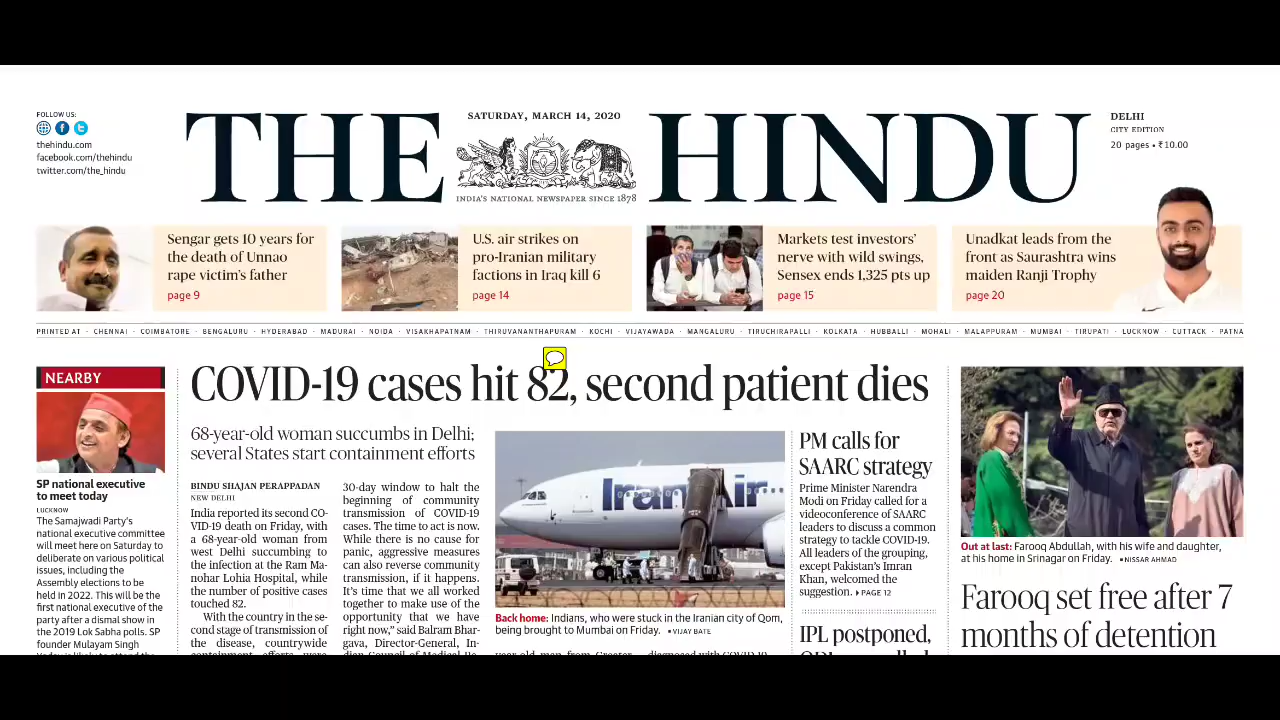 FOLLOW US:
thehindu.com
facebook.com/thehindu
twitter.com/the_hindu
SATURDAY, MARCH 14, 2020
THE HINDU
INDIA'S NATIONAL NEWSPAPER SINCE 1878
DELHI
CITY EDITION
20 pages • ₹10.00
Sengar gets 10 years for
the death of Unnao
rape victim's father
page 9
U.S. air strikes on
pro-Iranian military
factions in Iraq kill 6
page 14
Markets test investors'
nerve with wild swings,
Sensex ends 1,325 pts up
page 15
Unadkat leads from the
front as Saurashtra wins
maiden Ranji Trophy
page 20
PRINTED AT · CHENNAI · COIMBATORE · BENGALURU · HYDERABAD · MADURAI · NOIDA · VISAKHAPATNAM · THIRUVANANTHAPURAM · KOCHI · VIJAYAWADA · MANGALURU · TIRUCHIRAPALLI · KOLKATA · HUBBALLI · MOHALI · MALAPPURAM · MUMBAI · TIRUPATI · LUCKNOW · CUTTACK · PATNA
NEARBY
SP national executive
to meet today
LUCKNOW
The Samajwadi Party's
national executive committee
will meet here on Saturday to
deliberate on various political
issues, including the
Assembly elections to be
held in 2022. This will be the
first national executive of the
party after a dismal show in
the 2019 Lok Sabha polls. SP
founder Mulayam Singh
COVID-19 cases hit 82, second patient dies
68-year-old woman succumbs in Delhi;
several States start containment efforts
BINDU SHAJAN PERAPPADAN
NEW DELHI
India reported its second CO-
VID-19 death on Friday, with
a 68-year-old woman from
west Delhi succumbing to
the infection at the Ram Ma-
nohar Lohia Hospital, while
the number of positive cases
touched 82.
With the country in the se-
cond stage of transmission of
the disease, countrywide
containment efforts were
30-day window to halt the
beginning of community
transmission of COVID-19
cases. The time to act is now.
While there is no cause for
panic, aggressive measures
can also reverse community
transmission, if it happens.
It's time that we all worked
together to make use of the
opportunity that we have
right now," said Balram Bhar-
gava, Director-General, In-
dian Council of Medical Re-
Iran Air
Back home: Indians, who were stuck in the Iranian city of Qom,
being brought to Mumbai on Friday. • VIJAY BATE
year-old man from Greater
diagnosed with COVID-19
PM calls for
SAARC strategy
Prime Minister Narendra
Modi on Friday called for a
videoconference of SAARC
leaders to discuss a common
strategy to tackle COVID-19.
All leaders of the grouping,
except Pakistan's Imran
Khan, welcomed the
suggestion. ▸ PAGE 12
IPL postponed,
Out at last: Farooq Abdullah, with his wife and daughter,
at his home in Srinagar on Friday. • NISSAR AHMAD
Farooq set free after 7
months of detention